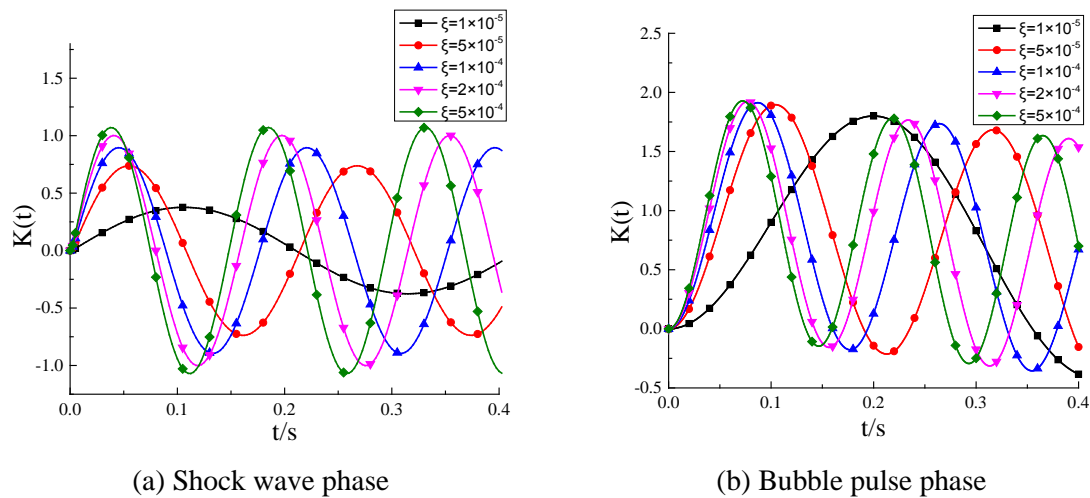 ξ=1×10⁻⁵
ξ=5×10⁻⁵
ξ=1×10⁻⁴
ξ=2×10⁻⁴
ξ=5×10⁻⁴
1.5
1.0
0.5
0.0
-0.5
-1.0
K(t)
0.0 0.1 0.2 0.3 0.4
t/s
(a) Shock wave phase
ξ=1×10⁻⁵
ξ=5×10⁻⁵
ξ=1×10⁻⁴
ξ=2×10⁻⁴
ξ=5×10⁻⁴
2.5
2.0
1.5
1.0
0.5
0.0
-0.5
K(t)
0.0 0.1 0.2 0.3 0.4
t/s
(b) Bubble pulse phase